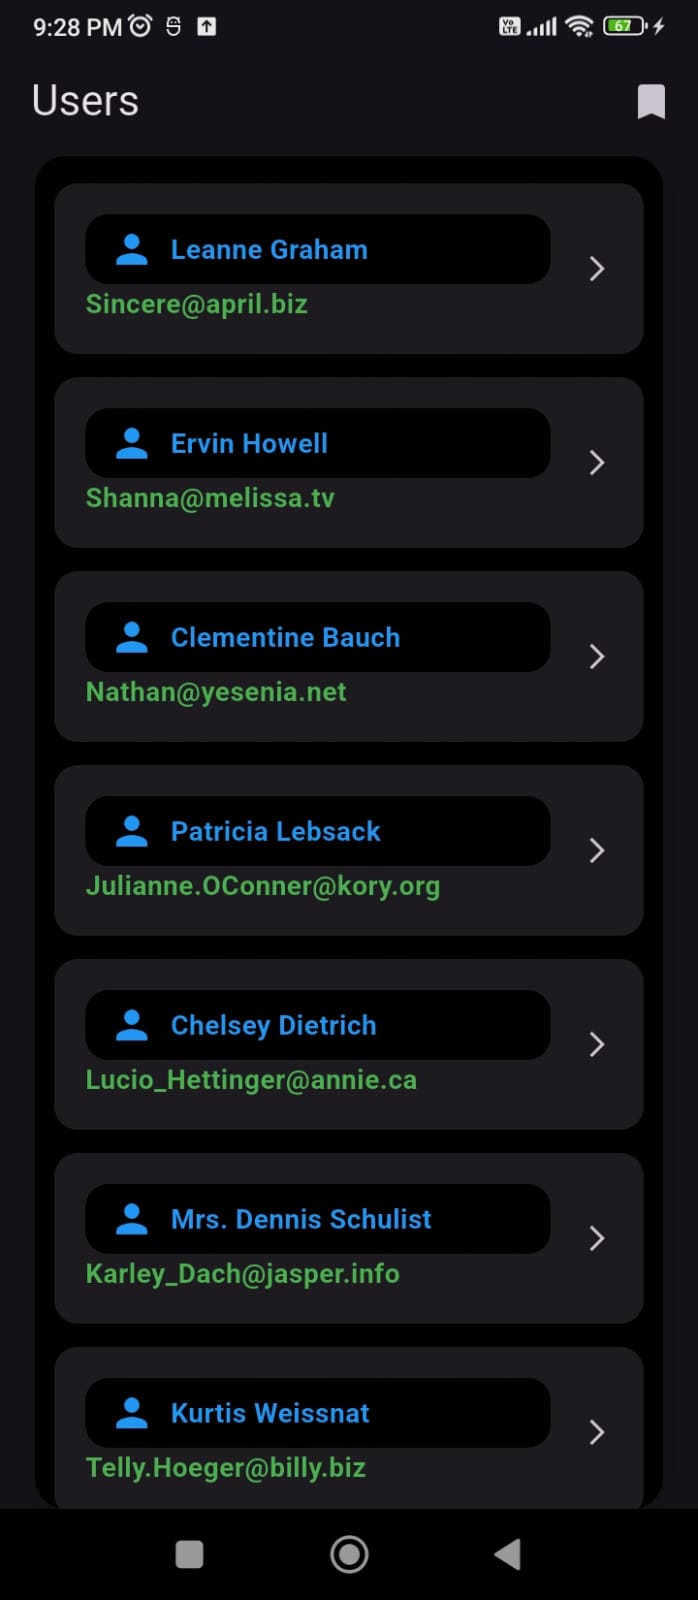 9:28 PM
Vo LTE
67
Users
Leanne Graham
Sincere@april.biz
Ervin Howell
Shanna@melissa.tv
Clementine Bauch
Nathan@yesenia.net
Patricia Lebsack
Julianne.OConner@kory.org
Chelsey Dietrich
Lucio_Hettinger@annie.ca
Mrs. Dennis Schulist
Karley_Dach@jasper.info
Kurtis Weissnat
Telly.Hoeger@billy.biz